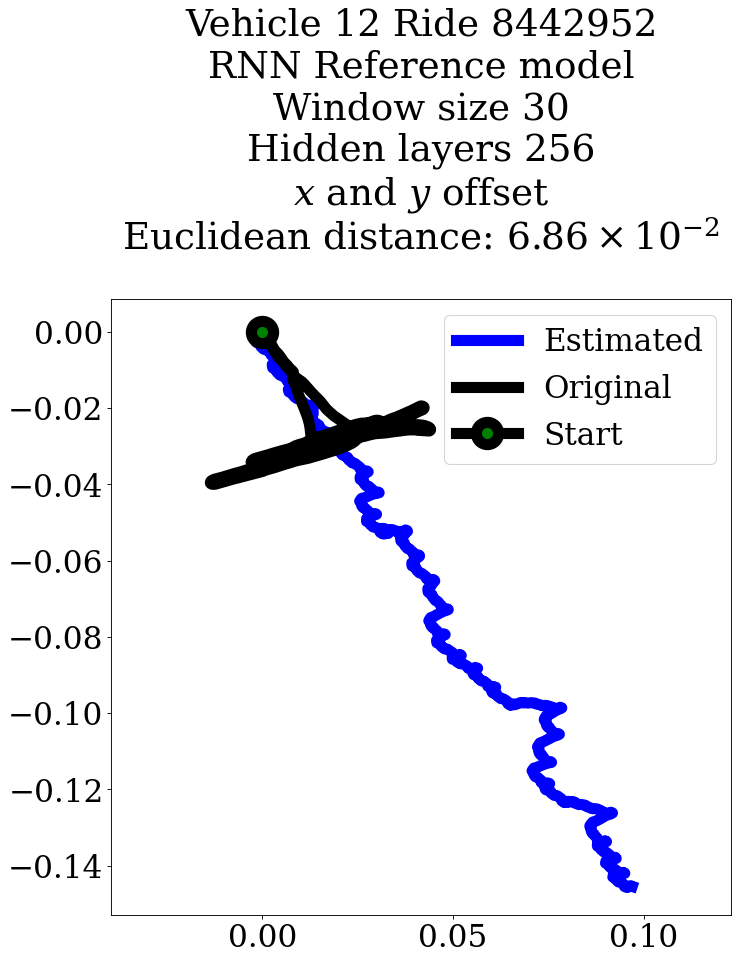 Vehicle 12 Ride 8442952
RNN Reference model
Window size 30
Hidden layers 256
x and y offset
Euclidean distance: 6.86 × 10⁻²
Estimated
Original
Start
0.00
−0.02
−0.04
−0.06
−0.08
−0.10
−0.12
−0.14
0.00 0.05 0.10